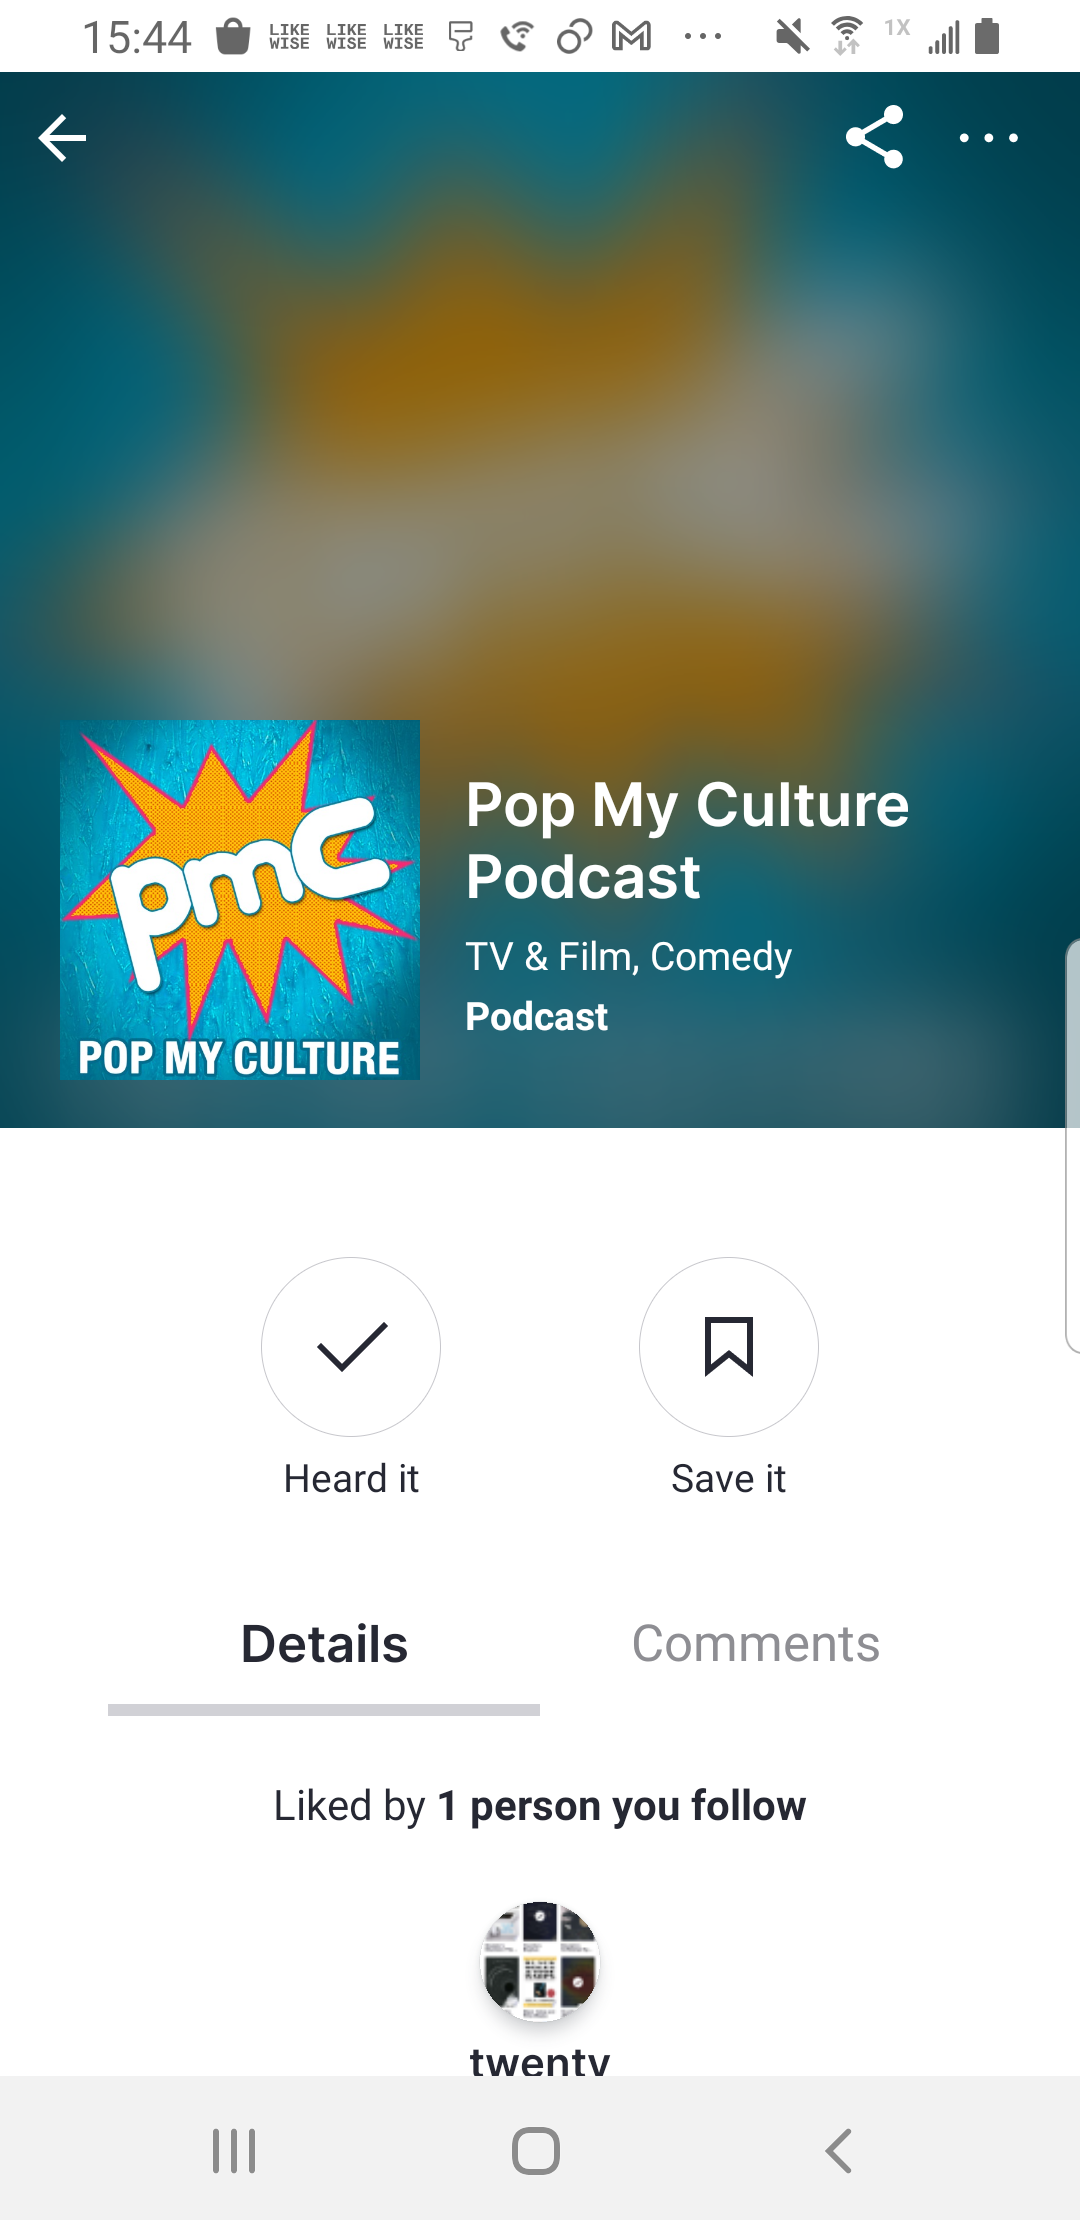 15:44
LIKE WISE LIKE WISE LIKE WISE
1X
pmc
POP MY CULTURE
Pop My Culture
Podcast
TV & Film, Comedy
Podcast
Heard it
Save it
Details
Comments
Liked by 1 person you follow
twenty